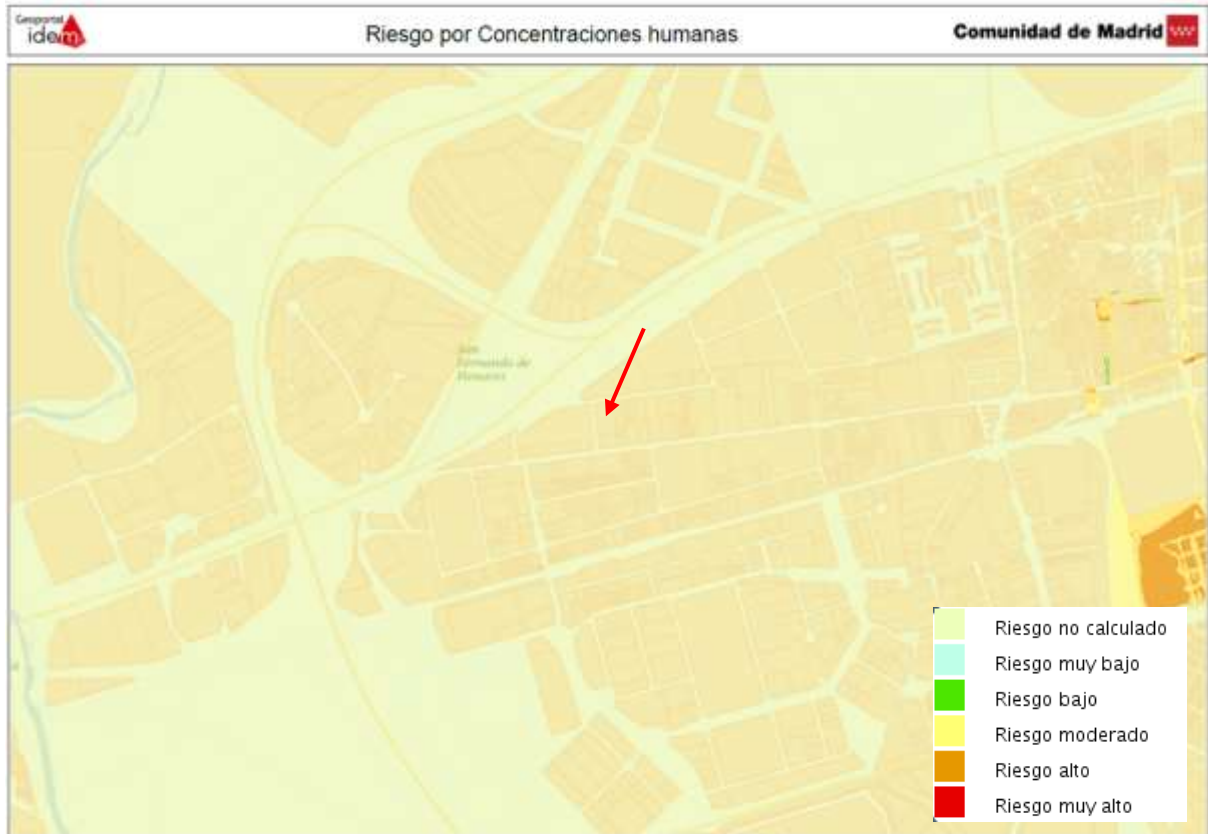 Geoportal
idem
Riesgo por Concentraciones humanas
Comunidad de Madrid
San
Fernando de
Henares
Riesgo no calculado
Riesgo muy bajo
Riesgo bajo
Riesgo moderado
Riesgo alto
Riesgo muy alto